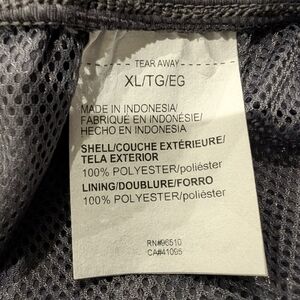 TEAR AWAY
XL/TG/EG
MADE IN INDONESIA/
FABRIQUÉ EN INDONÉSIE/
HECHO EN INDONESIA
SHELL/COUCHE EXTÉRIEURE/
TELA EXTERIOR
100% POLYESTER/poliéster
LINING/DOUBLURE/FORRO
100% POLYESTER/poliéster
RN#96510
CA#41095